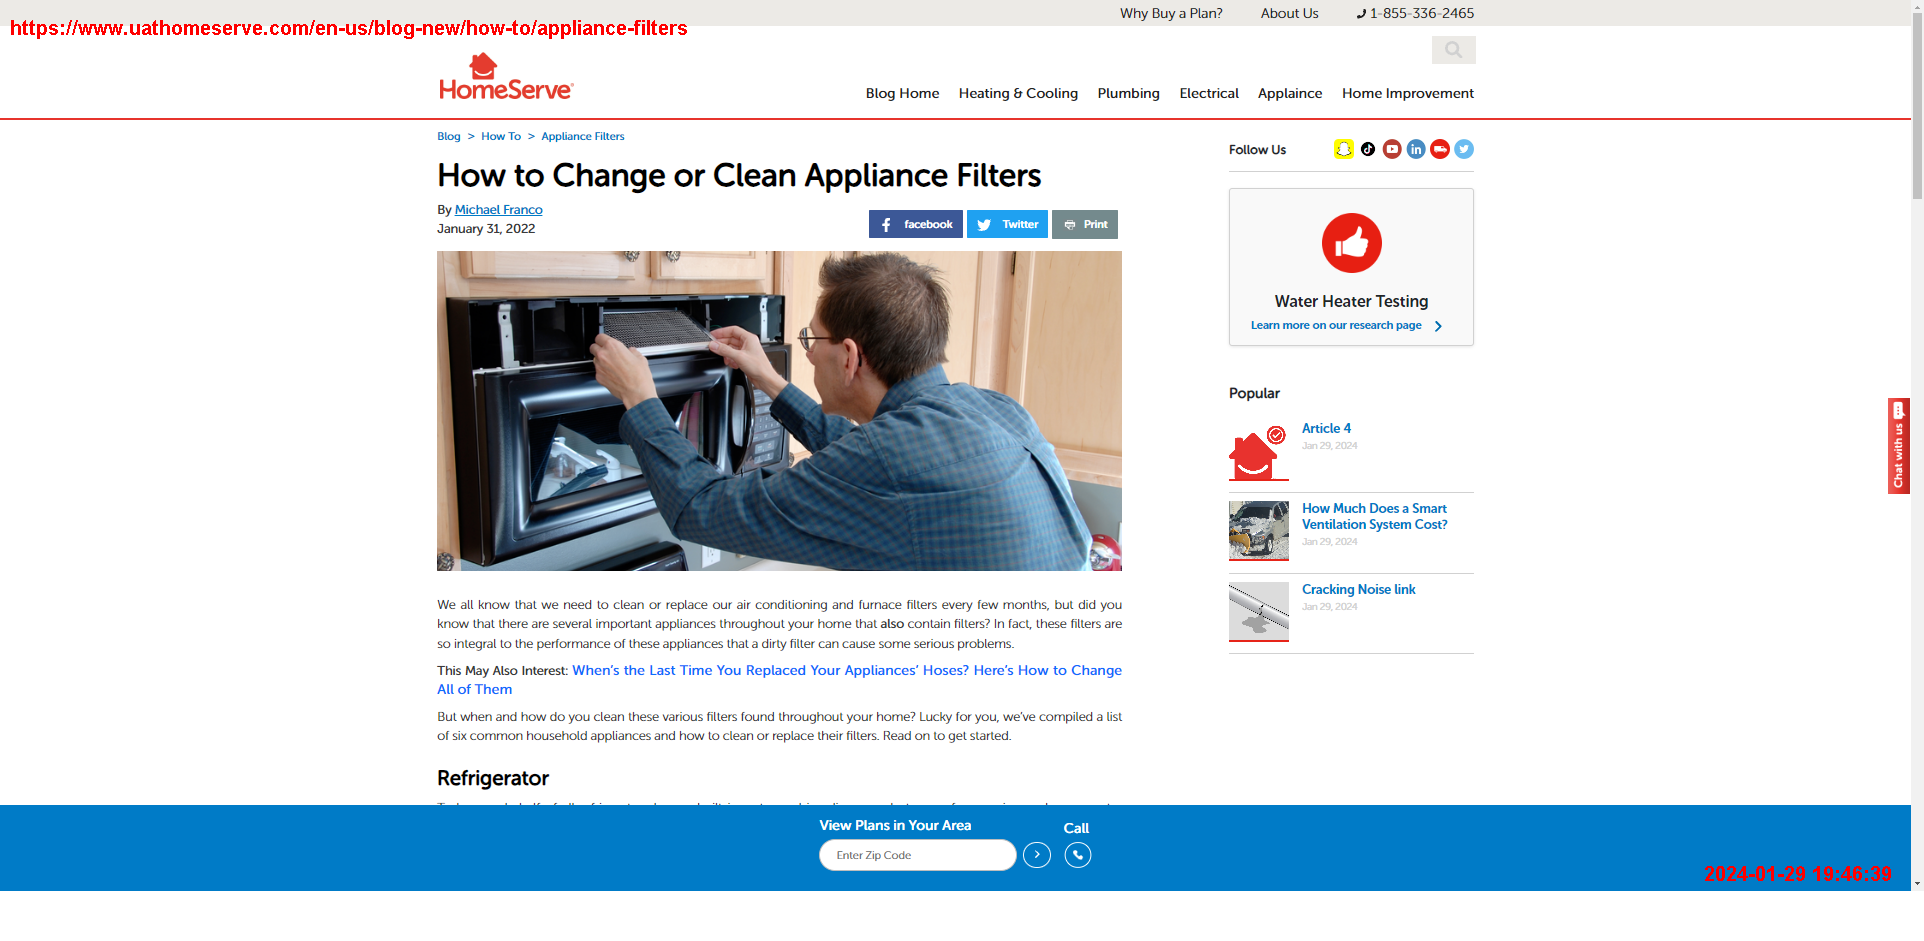 Why Buy a Plan? About Us 1-855-336-2465
https://www.uathomeserve.com/en-us/blog-new/how-to/appliance-filters
HomeServe
Blog Home Heating & Cooling Plumbing Electrical Applaince Home Improvement
Blog > How To > Appliance Filters
How to Change or Clean Appliance Filters
By Michael Franco
January 31, 2022
facebook Twitter Print
We all know that we need to clean or replace our air conditioning and furnace filters every few months, but did you
know that there are several important appliances throughout your home that also contain filters? In fact, these filters are
so integral to the performance of these appliances that a dirty filter can cause some serious problems.
This May Also Interest: When's the Last Time You Replaced Your Appliances' Hoses? Here's How to Change
All of Them
But when and how do you clean these various filters found throughout your home? Lucky for you, we've compiled a list
of six common household appliances and how to clean or replace their filters. Read on to get started.
Refrigerator
Follow Us
in
Water Heater Testing
Learn more on our research page
Popular
Article 4
Jan 29, 2024
How Much Does a Smart
Ventilation System Cost?
Jan 29, 2024
Cracking Noise link
Jan 29, 2024
Chat with us
View Plans in Your Area
Enter Zip Code
Call
2024-01-29 19:46:39